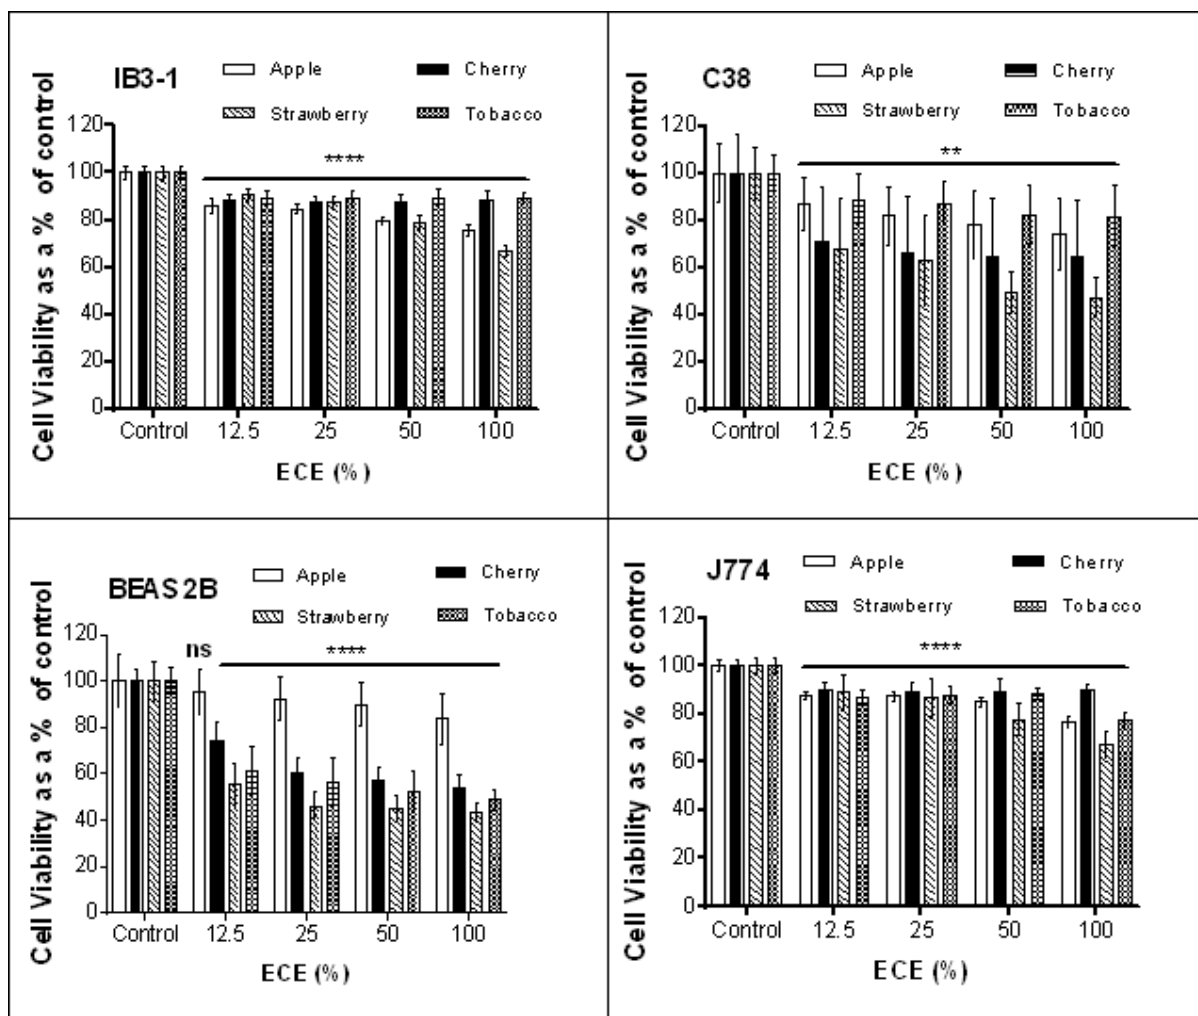 IB3-1
Apple
Cherry
Strawberry
Tobacco
Cell Viability as a % of control
120
100
80
60
40
20
0
****
Control 12.5 25 50 100
ECE (%)
C38
Apple
Cherry
Strawberry
Tobacco
Cell Viability as a % of control
120
100
80
60
40
20
0
**
Control 12.5 25 50 100
ECE (%)
BEAS2B
Apple
Cherry
Strawberry
Tobacco
Cell Viability as a % of control
120
100
80
60
40
20
0
ns ****
Control 12.5 25 50 100
ECE (%)
J774
Apple
Cherry
Strawberry
Tobacco
Cell Viability as a % of control
120
100
80
60
40
20
0
****
Control 12.5 25 50 100
ECE (%)